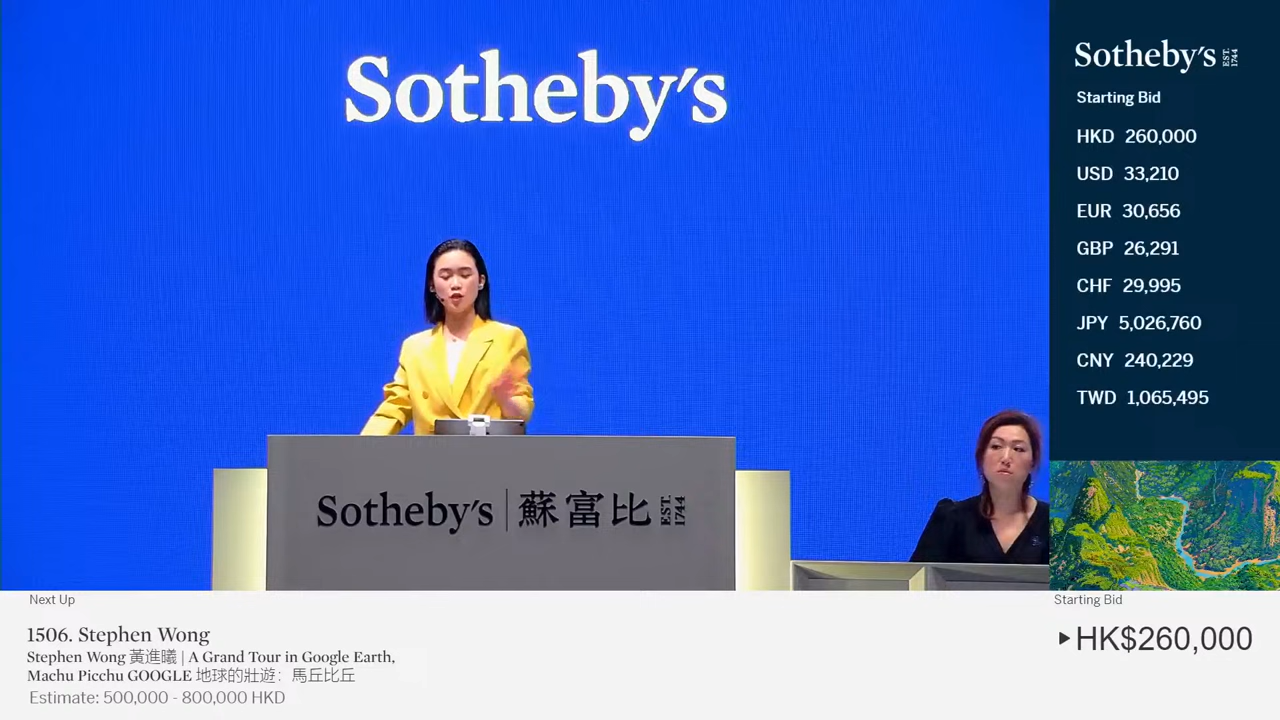 Sotheby's
Sotheby's EST. 1744
Starting Bid
HKD 260,000
USD 33,210
EUR 30,656
GBP 26,291
CHF 29,995
JPY 5,026,760
CNY 240,229
TWD 1,065,495
Sotheby's | 蘇富比 EST. 1744
Next Up
1506. Stephen Wong
Stephen Wong 黃進曦 | A Grand Tour in Google Earth,
Machu Picchu GOOGLE 地球的壯遊：馬丘比丘
Estimate: 500,000 - 800,000 HKD
Starting Bid
HK$260,000